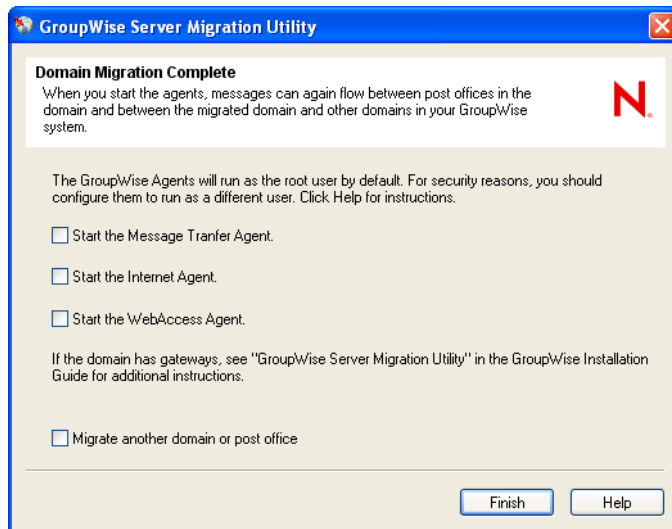 GroupWise Server Migration Utility
Domain Migration Complete
When you start the agents, messages can again flow between post offices in the
domain and between the migrated domain and other domains in your GroupWise
system.
N.
The GroupWise Agents will run as the root user by default. For security reasons, you should
configure them to run as a different user. Click Help for instructions.
Start the Message Tranfer Agent.
Start the Internet Agent.
Start the WebAccess Agent.
If the domain has gateways, see "GroupWise Server Migration Utility" in the GroupWise Installation
Guide for additional instructions.
Migrate another domain or post office
Finish
Help